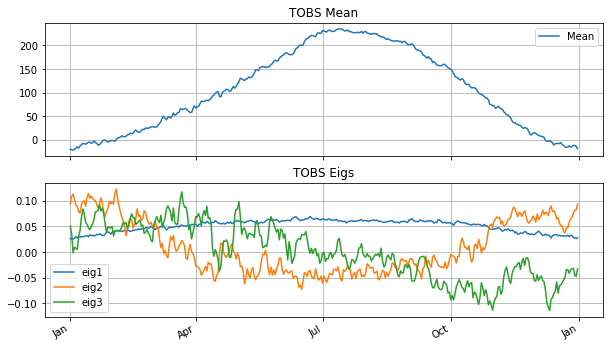 TOBS Mean
200
150
100
50
0
Mean
TOBS Eigs
0.10
0.05
0.00
−0.05
−0.10
eig1
eig2
eig3
Jan
Apr
Jul
Oct
Jan